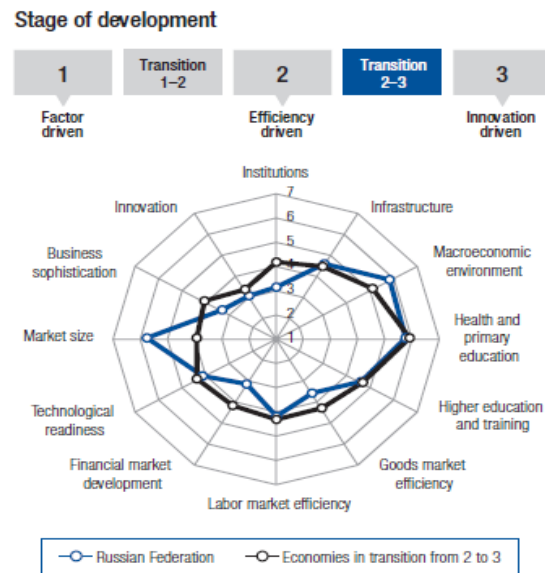 Stage of development
1
Transition
1–2
2
Transition
2–3
3
Factor
driven
Efficiency
driven
Innovation
driven
Institutions
7
6
5
4
3
2
1
Infrastructure
Macroeconomic
environment
Health and
primary
education
Higher education
and training
Goods market
efficiency
Labor market efficiency
Financial market
development
Technological
readiness
Market size
Business
sophistication
Innovation
Russian Federation
Economies in transition from 2 to 3